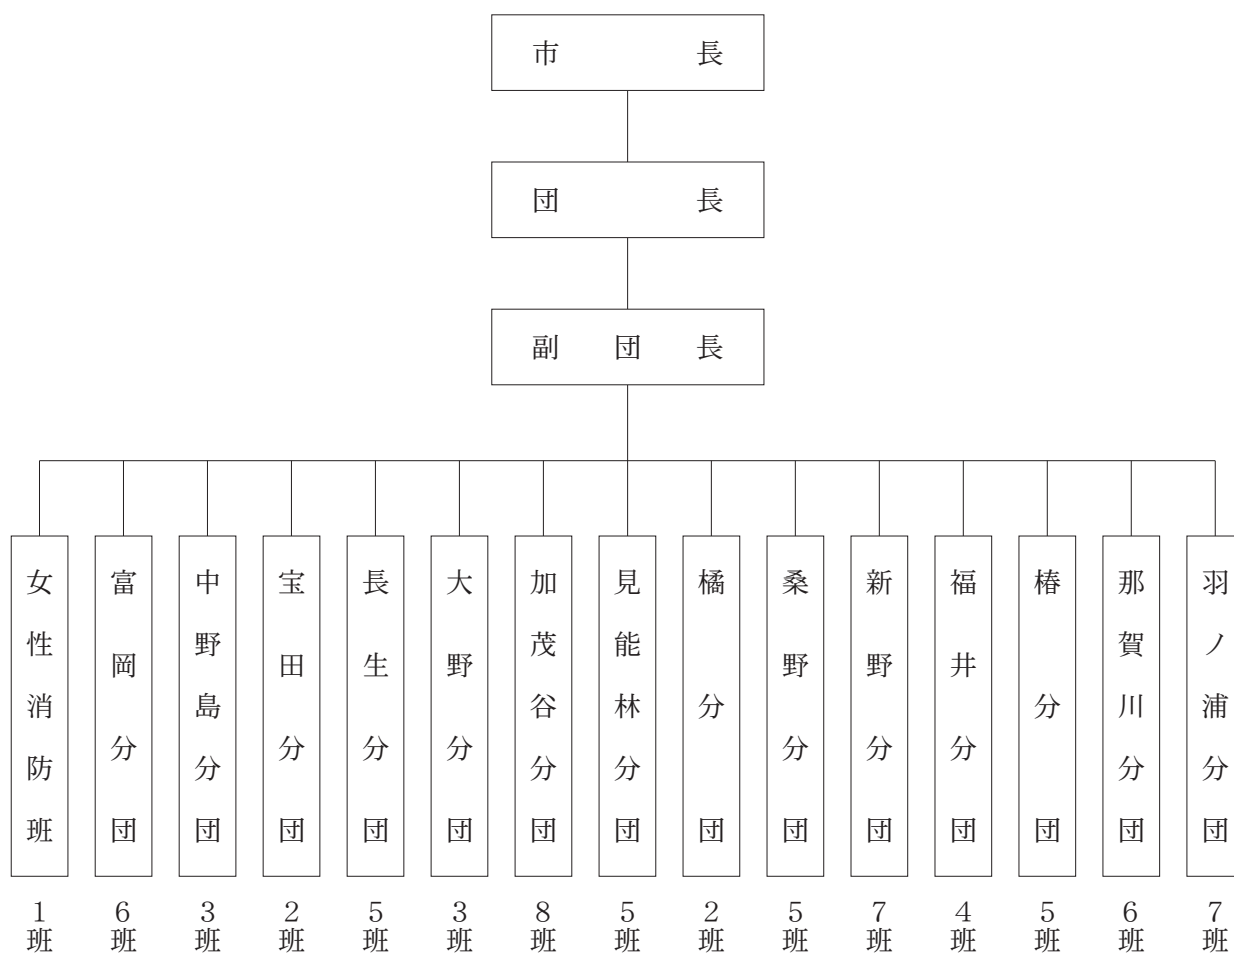 市長
団長
副団長
女性消防班
富岡分団
中野島分団
宝田分団
長生分団
大野分団
加茂谷分団
見能林分団
橘分団
桑野分団
新野分団
福井分団
椿分団
那賀川分団
羽ノ浦分団
1班
6班
3班
2班
5班
3班
8班
5班
2班
5班
7班
4班
5班
6班
7班